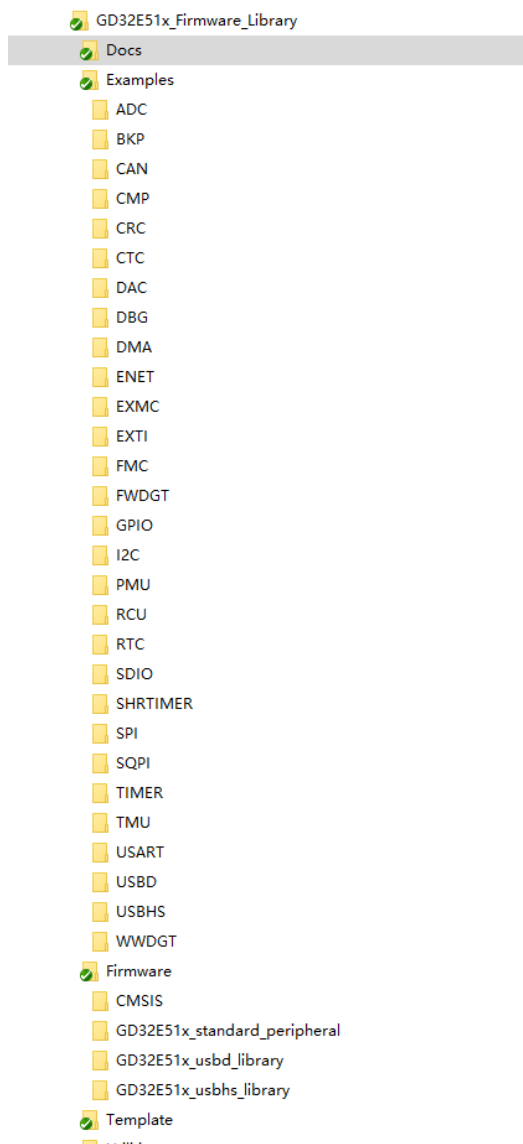 GD32E51x_Firmware_Library
Docs
Examples
ADC
BKP
CAN
CMP
CRC
CTC
DAC
DBG
DMA
ENET
EXMC
EXTI
FMC
FWDGT
GPIO
I2C
PMU
RCU
RTC
SDIO
SHRTIMER
SPI
SQPI
TIMER
TMU
USART
USBD
USBHS
WWDGT
Firmware
CMSIS
GD32E51x_standard_peripheral
GD32E51x_usbd_library
GD32E51x_usbhs_library
Template